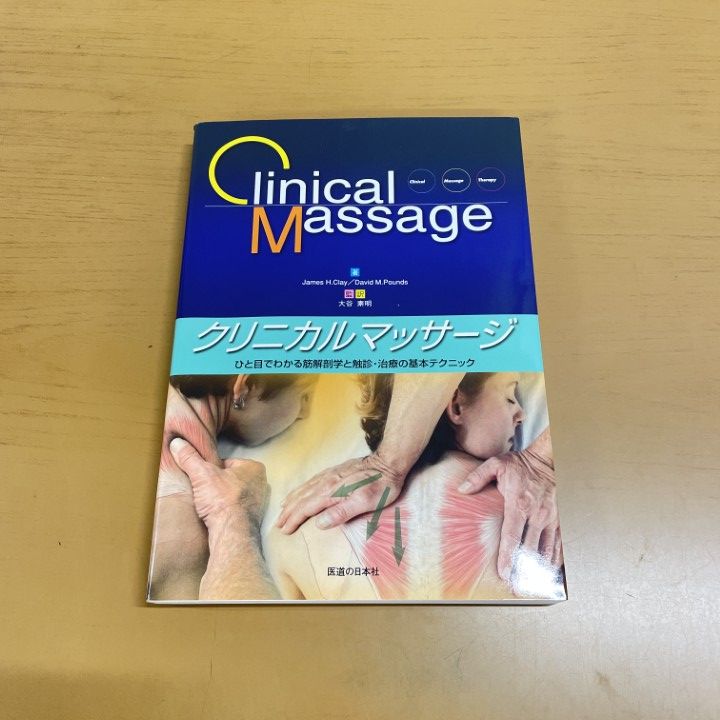 Clinical
Massage
Clinical Massage Therapy
著
James H.Clay／David M.Pounds
監訳
大谷 素明
クリニカルマッサージ
ひと目でわかる筋解剖学と触診・治療の基本テクニック
医道の日本社